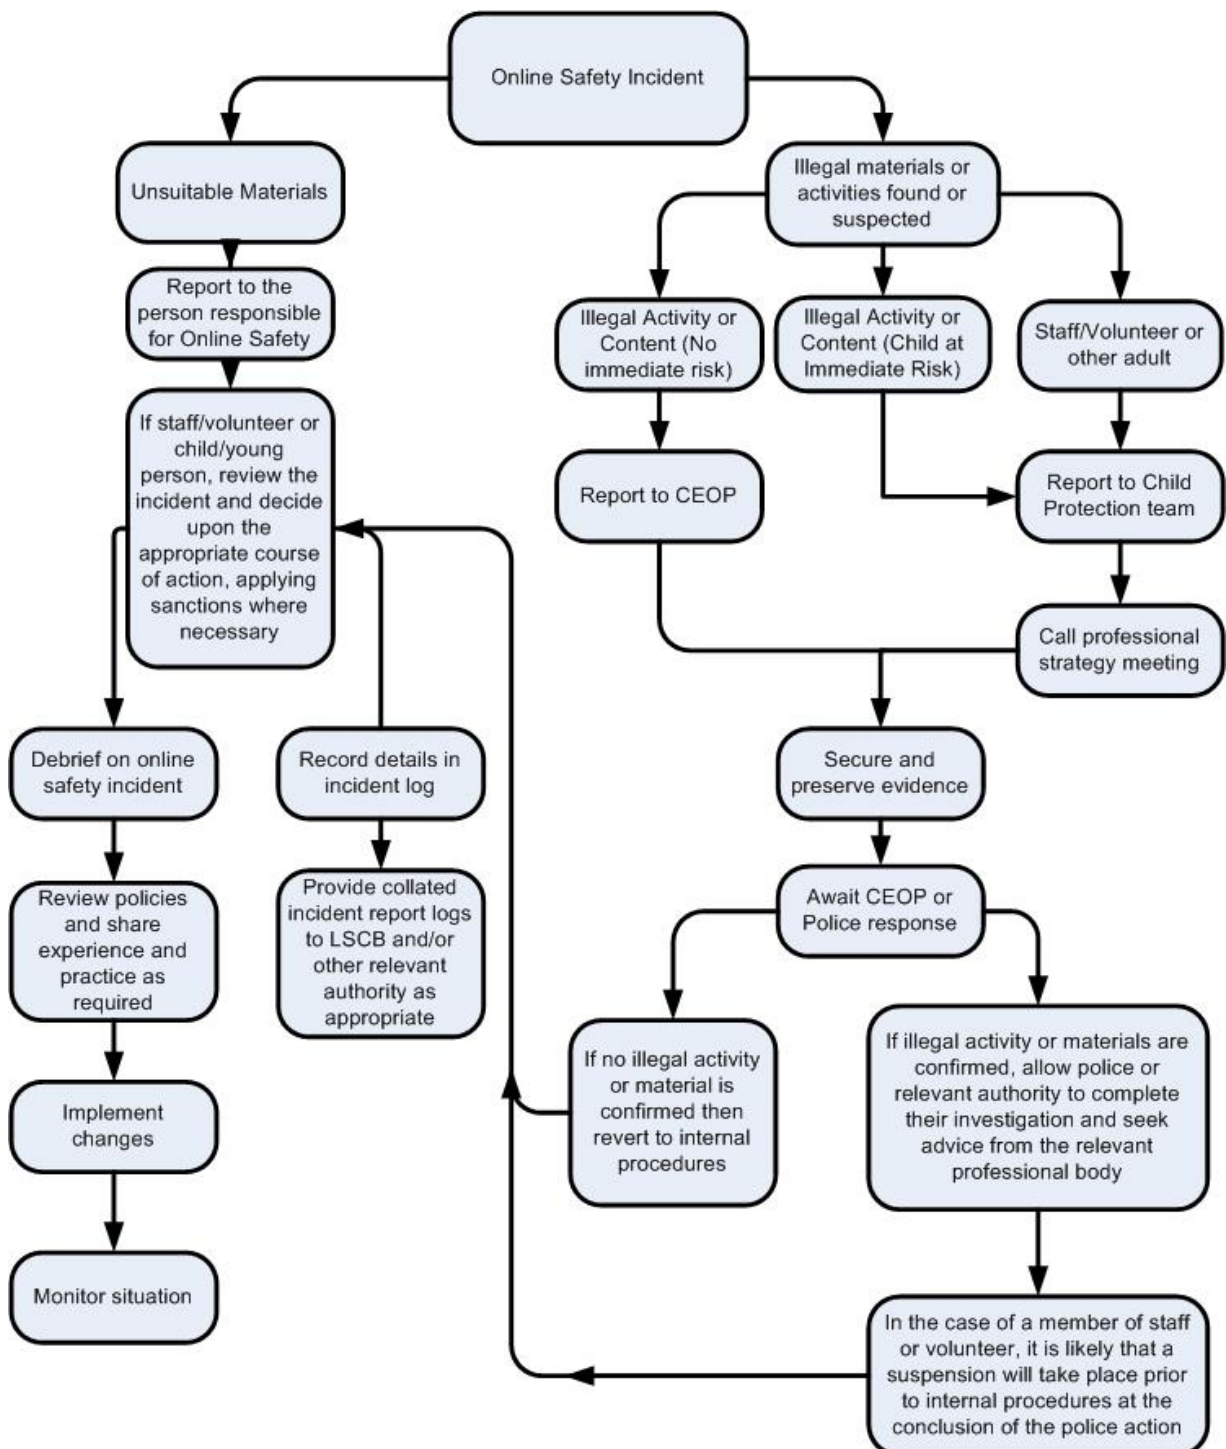 Online Safety Incident
Unsuitable Materials
Illegal materials or
activities found or
suspected
Report to the
person responsible
for Online Safety
Illegal Activity or
Content (No
immediate risk)
Illegal Activity or
Content (Child at
Immediate Risk)
Staff/Volunteer or
other adult
If staff/volunteer or
child/young
person, review the
incident and decide
upon the
appropriate course
of action, applying
sanctions where
necessary
Report to CEOP
Report to Child
Protection team
Call professional
strategy meeting
Debrief on online
safety incident
Record details in
incident log
Secure and
preserve evidence
Review policies
and share
experience and
practice as
required
Provide collated
incident report logs
to LSCB and/or
other relevant
authority as
appropriate
Await CEOP or
Police response
If no illegal activity
or material is
confirmed then
revert to internal
procedures
If illegal activity or materials are
confirmed, allow police or
relevant authority to complete
their investigation and seek
advice from the relevant
professional body
Implement
changes
Monitor situation
In the case of a member of staff
or volunteer, it is likely that a
suspension will take place prior
to internal procedures at the
conclusion of the police action